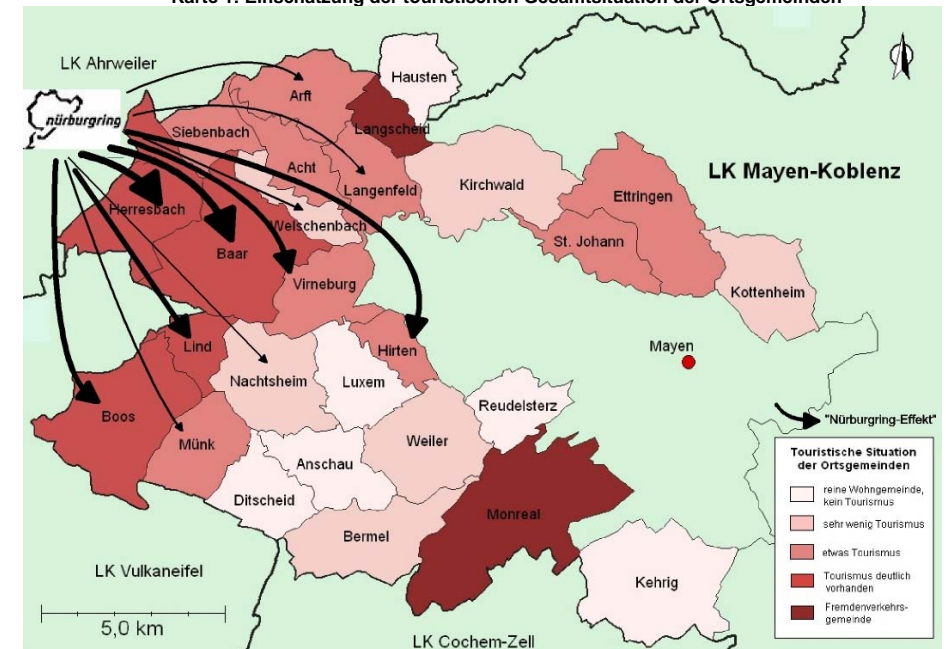 Karte 1: Einschätzung der touristischen Gesamtsituation der Ortsgemeinden
LK Ahrweiler
Hausten
nürburgring
Arft
Siebenbach
Langscheid
Acht
Langenfeld
Kirchwald
LK Mayen-Koblenz
Ettringen
Herresbach
Welschenbach
St. Johann
Baar
Virneburg
Kottenheim
Lind
Hirten
Mayen
Nachtsheim
Luxem
Boos
Reudelsterz
"Nürburgring-Effekt"
Münk
Weiler
Anschau
Ditscheid
Monreal
Bermel
Kehrig
LK Vulkaneifel
5,0 km
LK Cochem-Zell
Touristische Situation
der Ortsgemeinden
reine Wohngemeinde,
kein Tourismus
sehr wenig Tourismus
etwas Tourismus
Tourismus deutlich
vorhanden
Fremdenverkehrs-
gemeinde